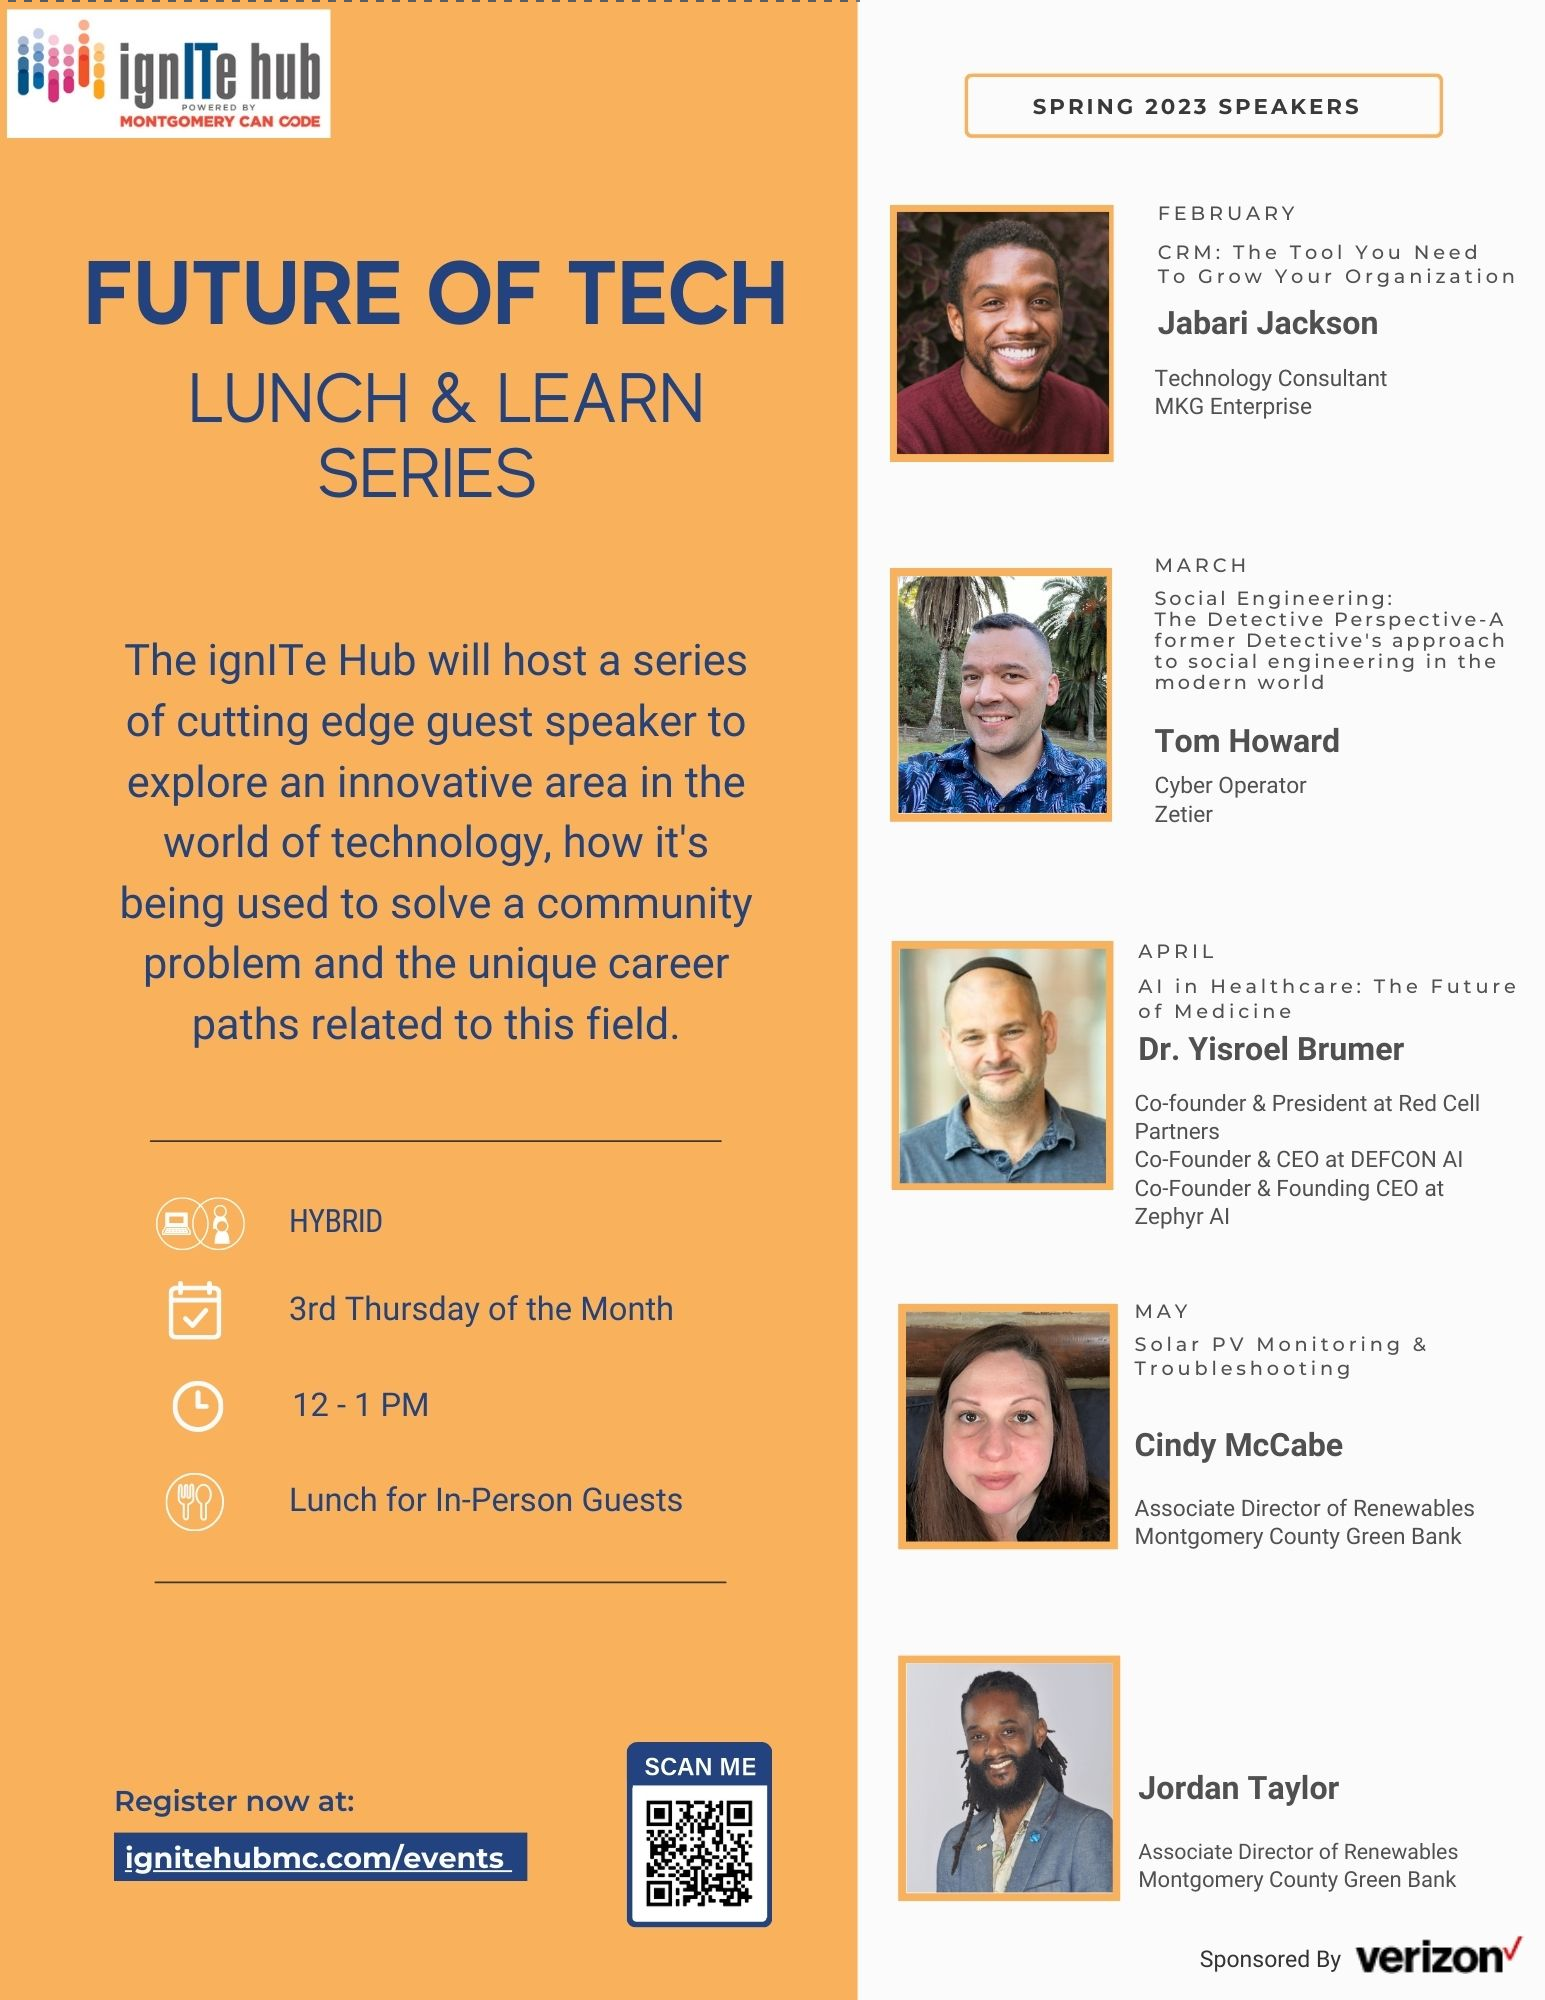 ignITe hub
POWERED BY
MONTGOMERY CAN CODE
FUTURE OF TECH
LUNCH & LEARN
SERIES
The ignITe Hub will host a series
of cutting edge guest speaker to
explore an innovative area in the
world of technology, how it's
being used to solve a community
problem and the unique career
paths related to this field.
HYBRID
3rd Thursday of the Month
12 - 1 PM
Lunch for In-Person Guests
Register now at:
ignitehubmc.com/events
SCAN ME
SPRING 2023 SPEAKERS
FEBRUARY
CRM: The Tool You Need
To Grow Your Organization
Jabari Jackson
Technology Consultant
MKG Enterprise
MARCH
Social Engineering:
The Detective Perspective-A
former Detective's approach
to social engineering in the
modern world
Tom Howard
Cyber Operator
Zetier
APRIL
AI in Healthcare: The Future
of Medicine
Dr. Yisroel Brumer
Co-founder & President at Red Cell
Partners
Co-Founder & CEO at DEFCON AI
Co-Founder & Founding CEO at
Zephyr AI
MAY
Solar PV Monitoring &
Troubleshooting
Cindy McCabe
Associate Director of Renewables
Montgomery County Green Bank
Jordan Taylor
Associate Director of Renewables
Montgomery County Green Bank
Sponsored By verizon